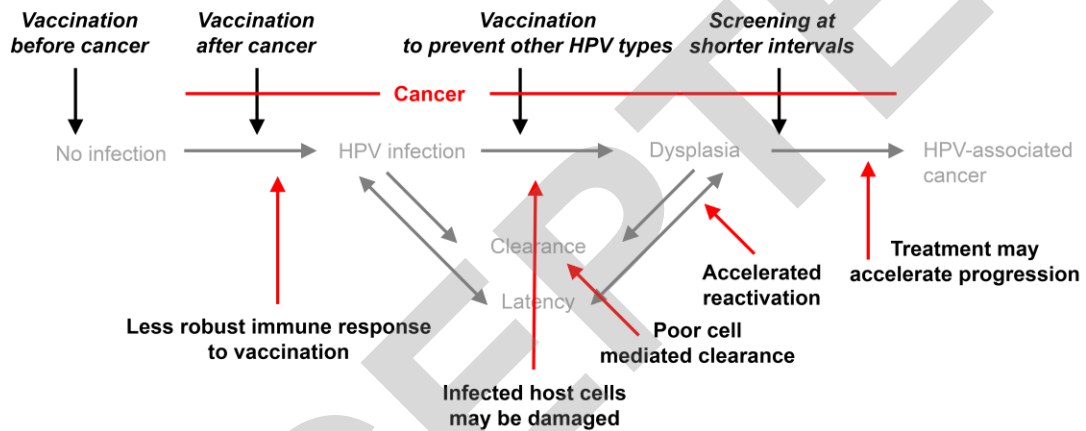 Vaccination
before cancer
Vaccination
after cancer
Vaccination
to prevent other HPV types
Screening at
shorter intervals
Cancer
No infection
HPV infection
Dysplasia
HPV-associated
cancer
Clearance
Latency
Less robust immune response
to vaccination
Infected host cells
may be damaged
Poor cell
mediated clearance
Accelerated
reactivation
Treatment may
accelerate progression